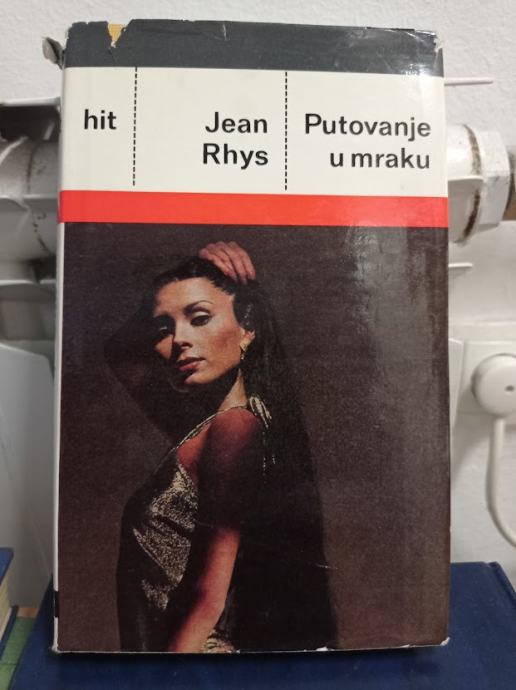 hit
Jean
Rhys
Putovanje
u mraku